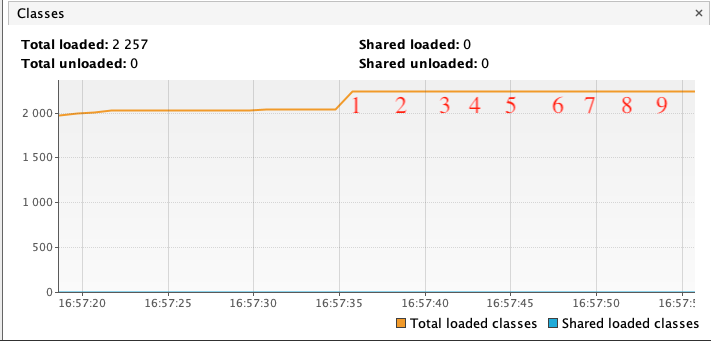 Classes ×
Total loaded: 2 257 Shared loaded: 0
Total unloaded: 0 Shared unloaded: 0
2 000
1 2 3 4 5 6 7 8 9
1 500
1 000
500
0
16:57:20 16:57:25 16:57:30 16:57:35 16:57:40 16:57:45 16:57:50 16:57:5
Total loaded classes Shared loaded classes